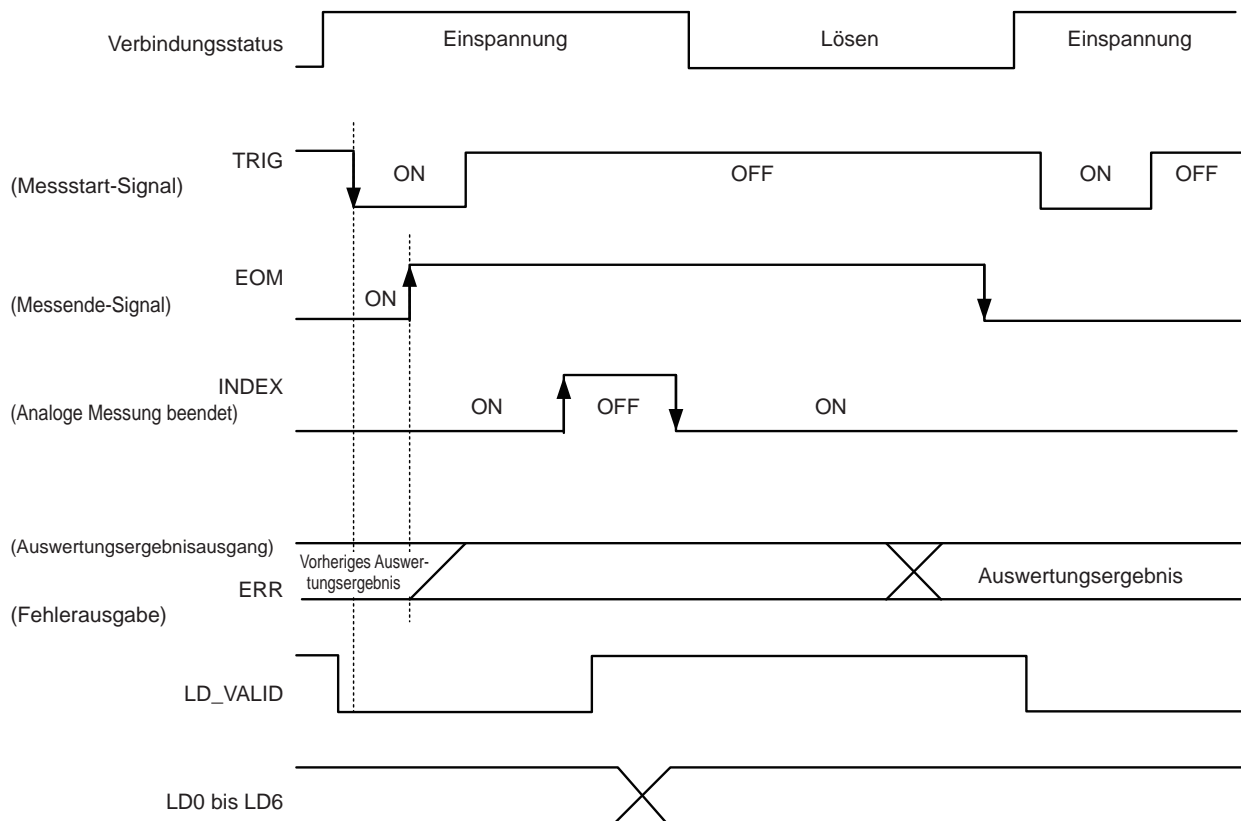 Verbindungsstatus
Einspannung
Lösen
Einspannung
TRIG
(Messstart-Signal)
ON
OFF
ON
OFF
EOM
(Messende-Signal)
ON
INDEX
(Analoge Messung beendet)
ON
OFF
ON
(Auswertungsergebnisausgang)
Vorheriges Auswer-
tungsergebnis
ERR
(Fehlerausgabe)
Auswertungsergebnis
LD_VALID
LD0 bis LD6